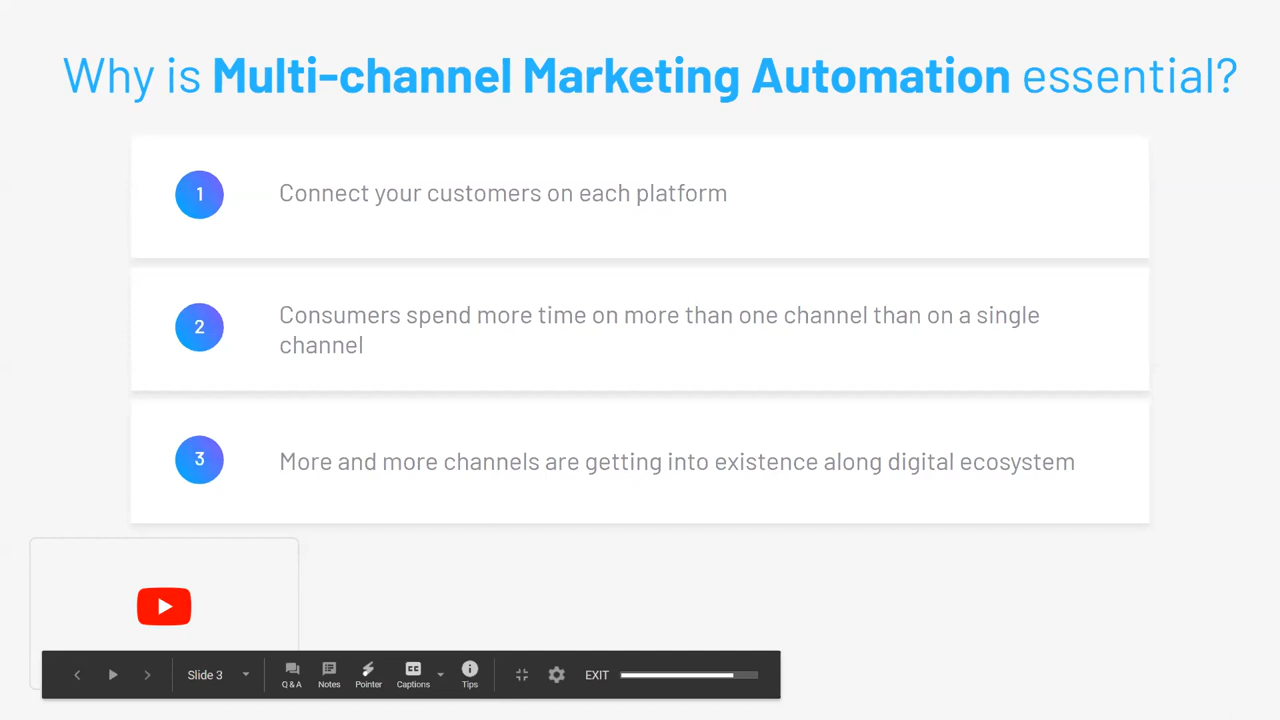 Why is Multi-channel Marketing Automation essential?
1
Connect your customers on each platform
2
Consumers spend more time on more than one channel than on a single
channel
3
More and more channels are getting into existence along digital ecosystem
Slide 3
Q & A
Notes
Pointer
CC
Captions
Tips
EXIT